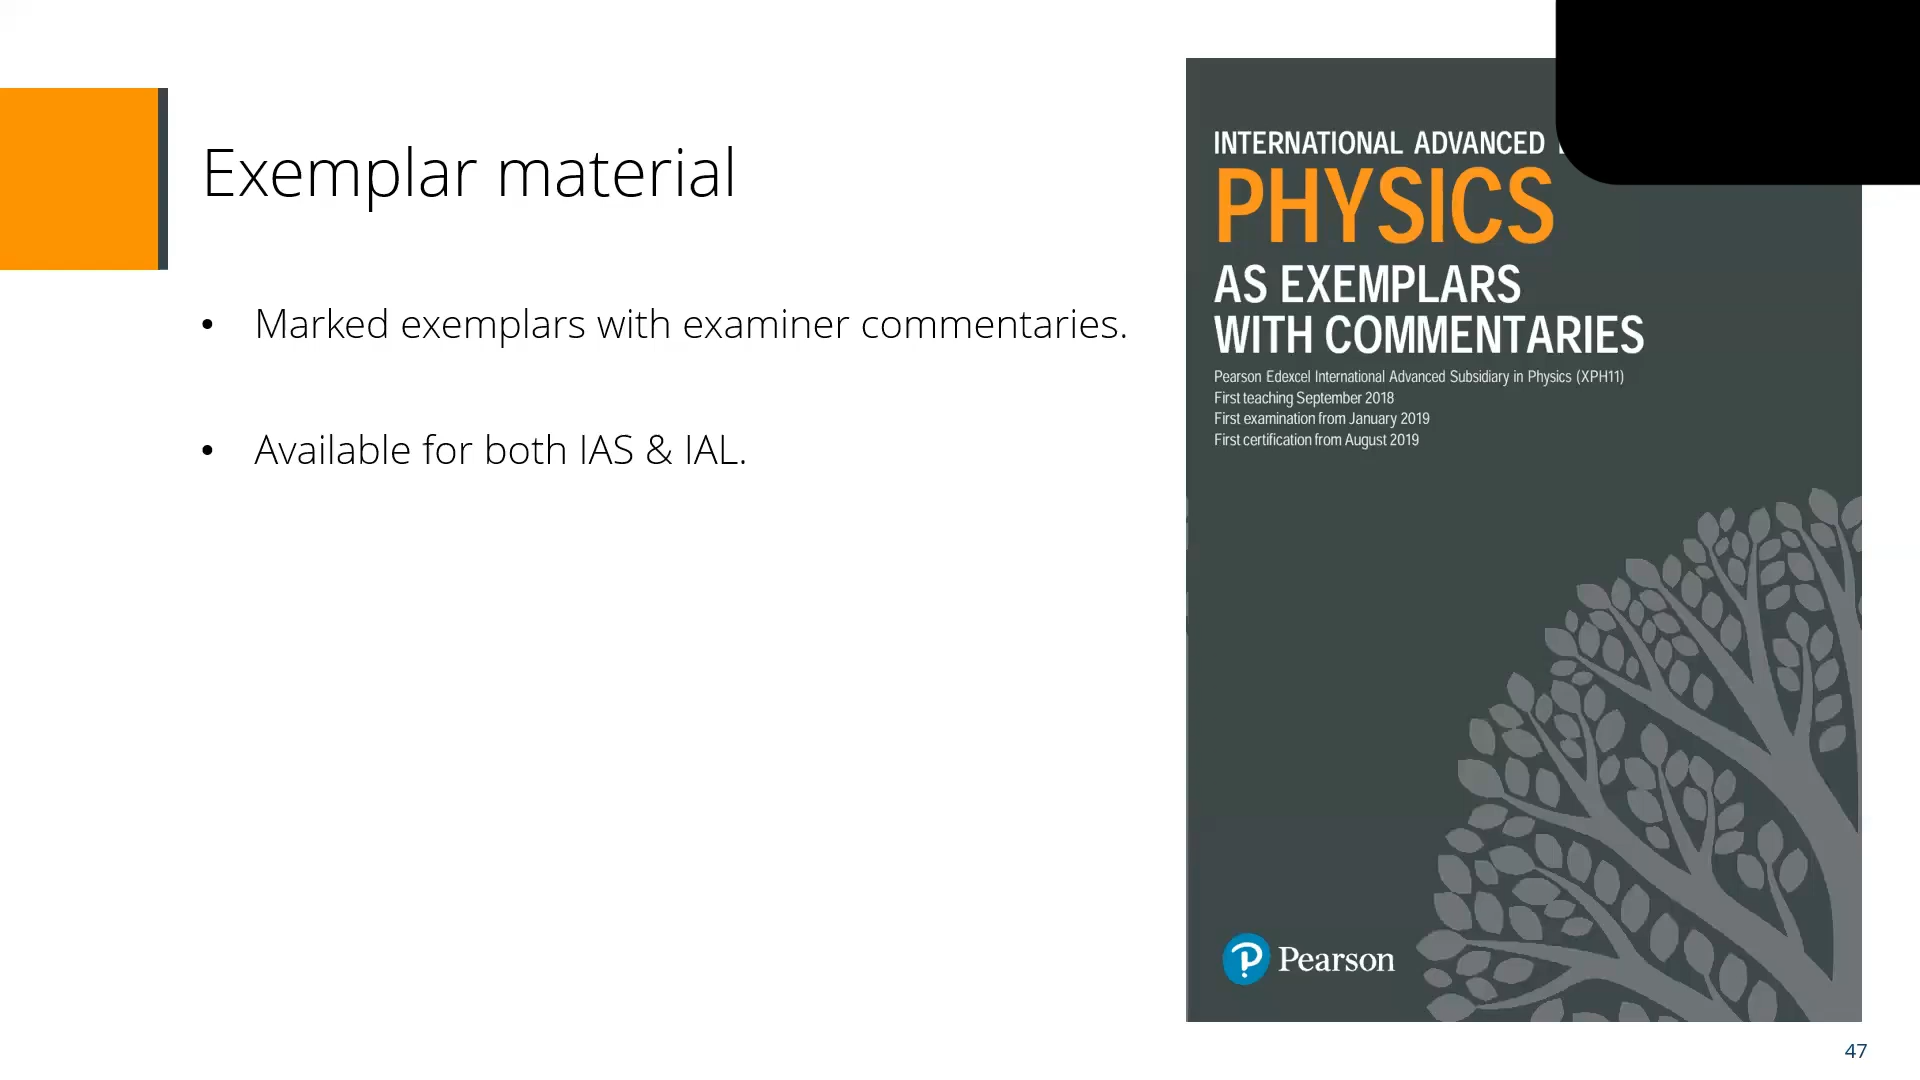 Exemplar material
• Marked exemplars with examiner commentaries.
• Available for both IAS & IAL.
INTERNATIONAL ADVANCED
PHYSICS
AS EXEMPLARS
WITH COMMENTARIES
Pearson Edexcel International Advanced Subsidiary in Physics (XPH11)
First teaching September 2018
First examination from January 2019
First certification from August 2019
Pearson
47